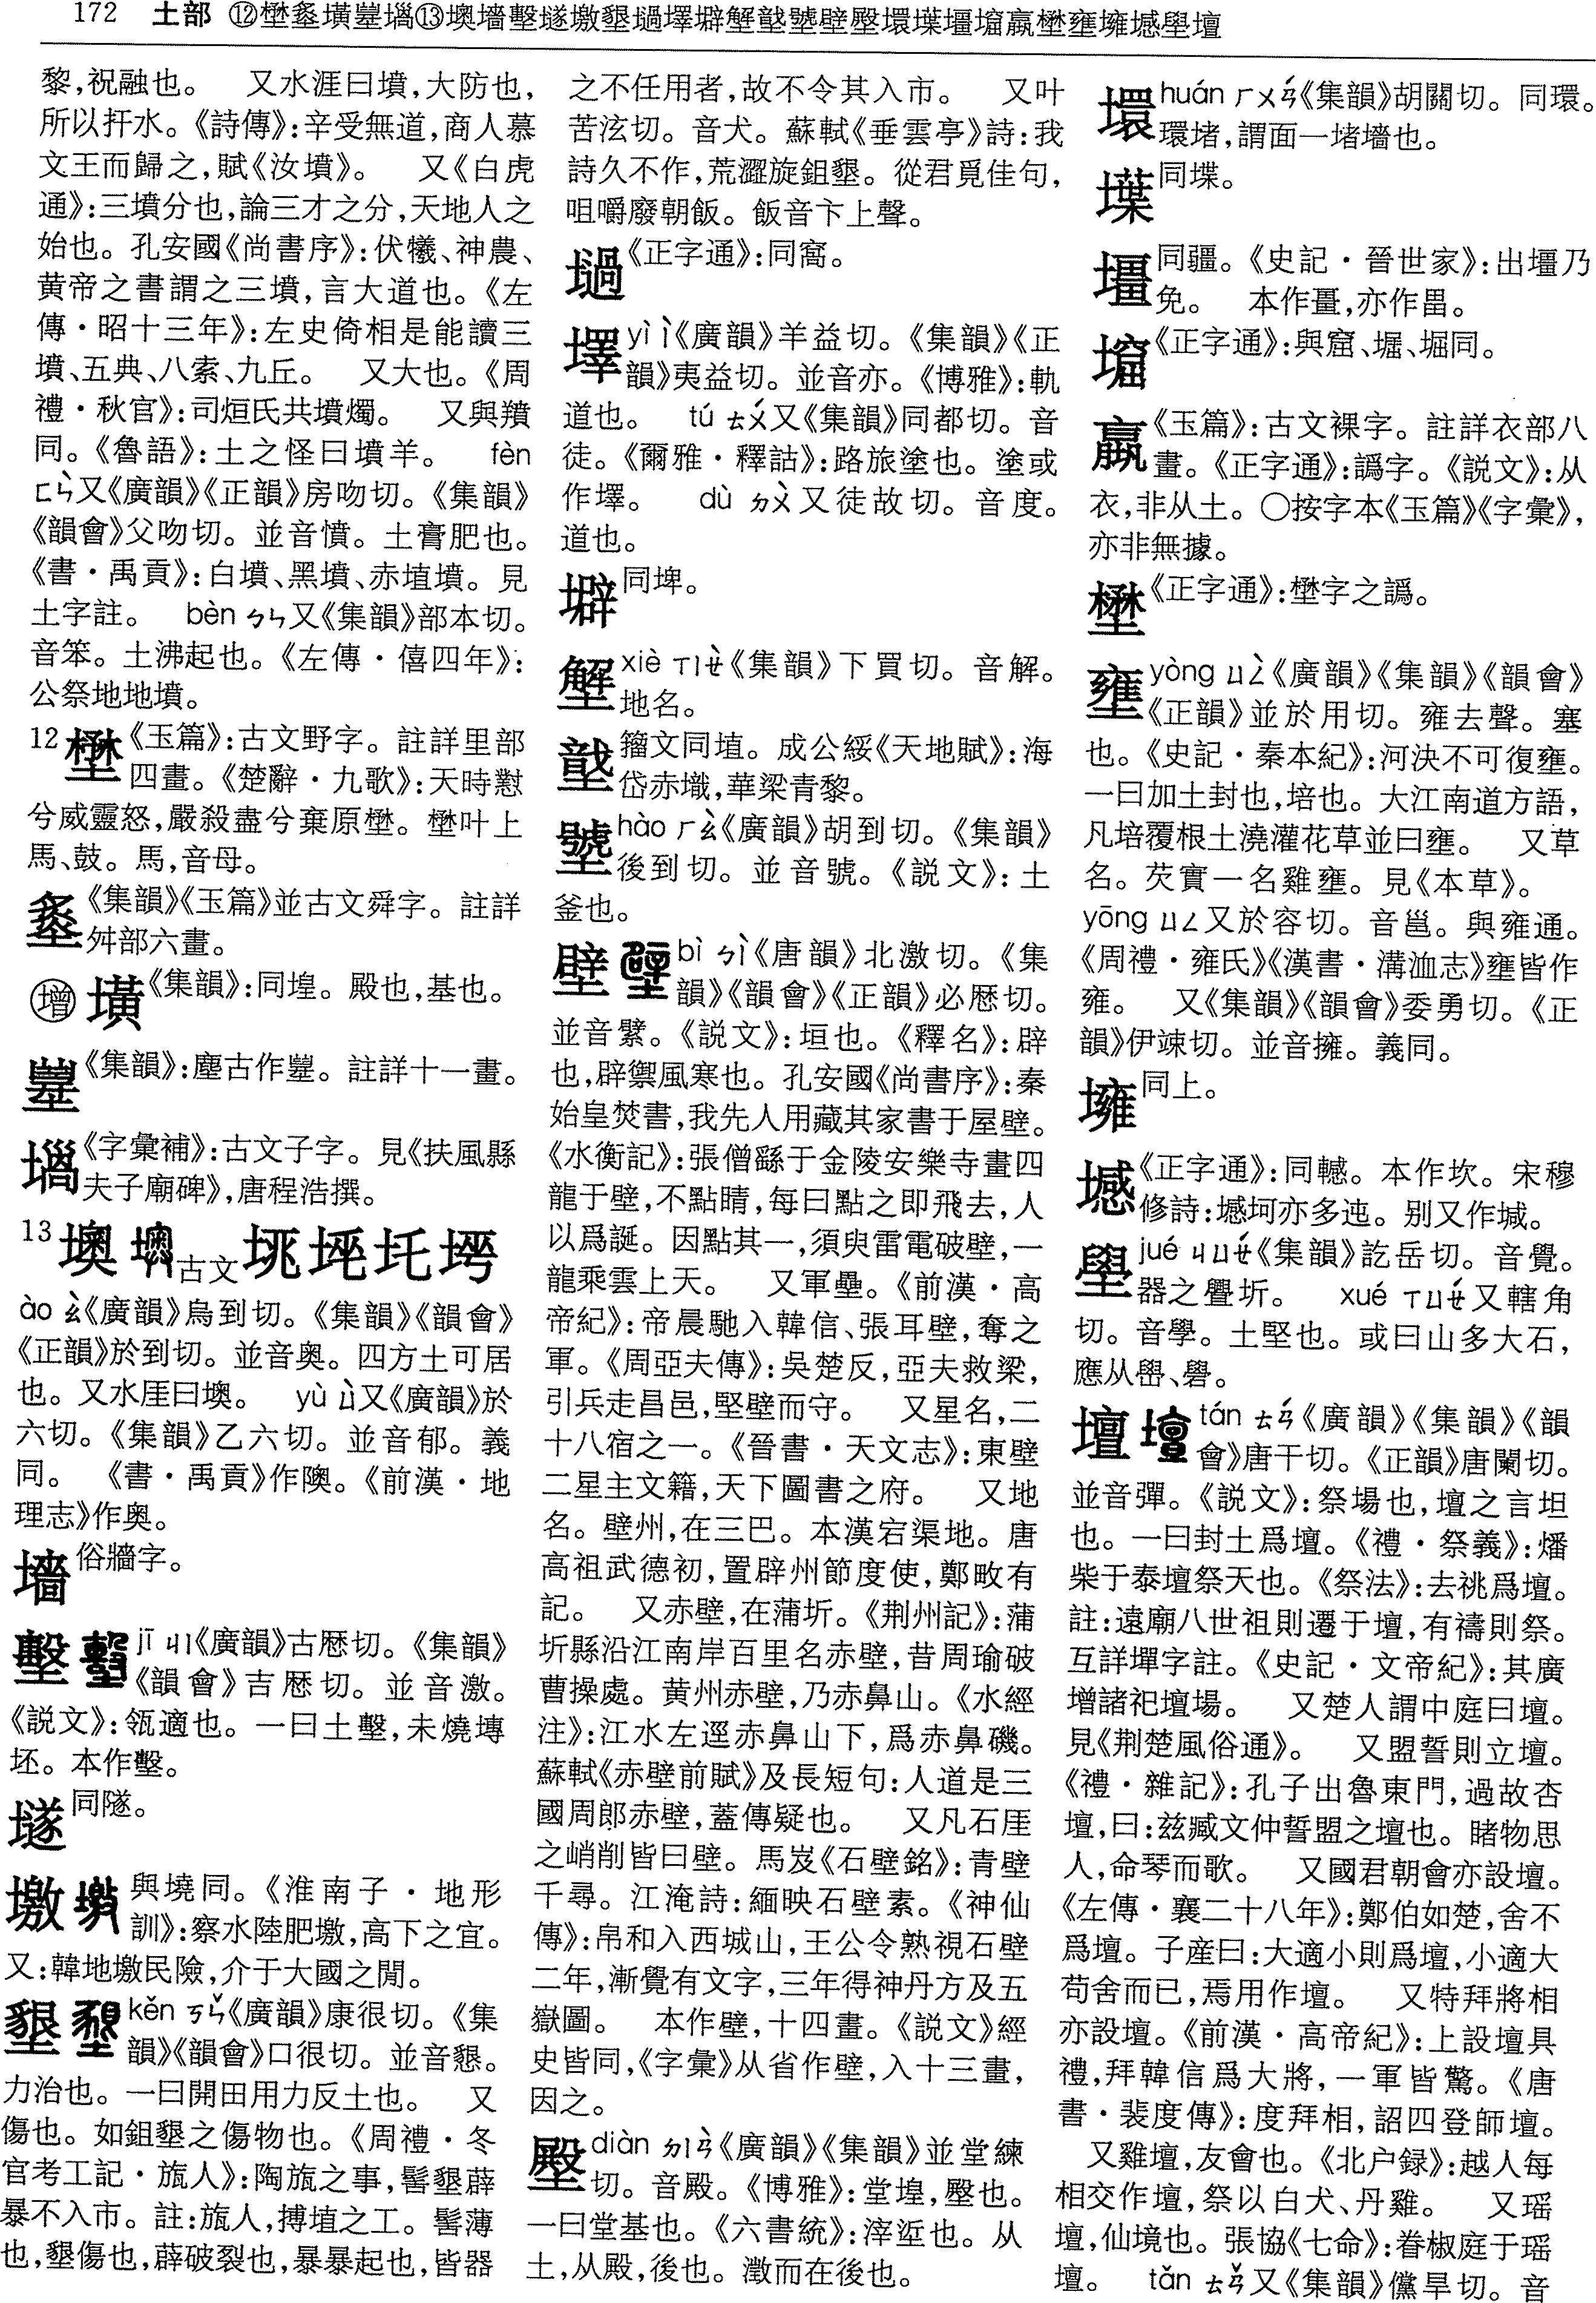 172 土部 ⑫壄𡐨墴𡑞㙬⑬墺墻墼𡑞墽墾𡑟墿㙠𡑲𡑌壕壁壂環㙪壃𡑣𡑩壄壅㙲㙳壆壇
黎,祝融也。 又水涯曰墳,大防也,
所以扞水。《詩傳》:辛受無道,商人慕
文王而歸之,賦《汝墳》。 又《白虎
通》:三墳分也,論三才之分,天地人之
始也。孔安國《尚書序》:伏犧、神農、
黄帝之書謂之三墳,言大道也。《左
傳·昭十三年》:左史倚相是能讀三
墳、五典、八索、九丘。 又大也。《周
禮·秋官》:司烜氏共墳燭。 又與羵
同。《魯語》:土之怪曰墳羊。 fèn
ㄈㄣˋ又《廣韻》《正韻》房吻切。《集韻》
《韻會》父吻切。並音憤。土膏肥也。
《書·禹貢》:白墳、黑墳、赤埴墳。見
土字註。 bèn ㄅㄣ又《集韻》部本切。
音笨。土沸起也。《左傳·僖四年》:
公祭地地墳。
12 壄《玉篇》:古文野字。註詳里部
四畫。《楚辭·九歌》:天時懟
兮威靈怒,嚴殺盡兮棄原壄。壄叶上
馬、鼓。馬,音母。
《集韻》《玉篇》並古文舜字。註詳
舛部六畫。
增 墴《集韻》:同堭。殿也,基也。
《集韻》:塵古作。註詳十一畫。
《字彙補》:古文子字。見《扶風縣
夫子廟碑》,唐程浩撰。
13 墺 古文
ào ㄠˋ《廣韻》烏到切。《集韻》《韻會》
《正韻》於到切。並音奥。四方土可居
也。又水厓曰墺。 yù ㄩˋ又《廣韻》於
六切。《集韻》乙六切。並音郁。義
同。 《書·禹貢》作隩。《前漢·地
理志》作奥。
墻 俗牆字。
墼 jī ㄐㄧ《廣韻》古厤切。《集韻》
《韻會》吉厤切。並音激。
《説文》:瓴適也。一曰土墼,未燒塼
坯。本作墼。
同隧。
墽 與墝同。《淮南子·地形
訓》:察水陸肥墽,高下之宜。
又:韓地墽民險,介于大國之閒。
墾 kěn ㄎㄣˇ《廣韻》康很切。《集
韻》《韻會》口很切。並音懇。
力治也。一曰開田用力反土也。 又
傷也。如鉏墾之傷物也。《周禮·冬
官考工記·旊人》:陶旊之事,髻墾薜
暴不入市。註:旊人,摶埴之工。髻薄
也,墾傷也,薜破裂也,暴暴起也,皆器
之不任用者,故不令其入市。 又叶
苦泫切。音犬。蘇軾《垂雲亭》詩:我
詩久不作,荒澀旋鉏墾。從君覓佳句,
咀嚼廢朝飯。飯音卞上聲。
《正字通》:同窩。
墿 yì ㄧˋ《廣韻》羊益切。《集韻》《正
韻》夷益切。並音亦。《博雅》:軌
道也。 tú ㄊㄨˊ又《集韻》同都切。音
徒。《爾雅·釋詁》:路旅塗也。塗或
作墿。 dù ㄉㄨˋ又徒故切。音度。
道也。
同埤。
xiè ㄒㄧㄝˋ《集韻》下買切。音解。
地名。
籀文同埴。成公綏《天地賦》:海
岱赤熾,華梁青黎。
hào ㄏㄠˋ《廣韻》胡到切。《集韻》
後到切。並音號。《説文》:土
釜也。
壁 bì ㄅㄧˋ《唐韻》北激切。《集
韻》《韻會》《正韻》必厤切。
並音繄。《説文》:垣也。《釋名》:辟
也,辟禦風寒也。孔安國《尚書序》:秦
始皇焚書,我先人用藏其家書于屋壁。
《水衡記》:張僧繇于金陵安樂寺畫四
龍于壁,不點睛,每曰點之即飛去,人
以爲誕。因點其一,須臾雷電破壁,一
龍乘雲上天。 又軍壘。《前漢·高
帝紀》:帝晨馳入韓信、張耳壁,奪之
軍。《周亞夫傳》:吳楚反,亞夫救梁,
引兵走昌邑,堅壁而守。 又星名,二
十八宿之一。《晉書·天文志》:東壁
二星主文籍,天下圖書之府。 又地
名。壁州,在三巴。本漢宕渠地。唐
高祖武德初,置辟州節度使,鄭畋有
記。 又赤壁,在蒲圻。《荆州記》:蒲
圻縣沿江南岸百里名赤壁,昔周瑜破
曹操處。黄州赤壁,乃赤鼻山。《水經
注》:江水左逕赤鼻山下,爲赤鼻磯。
蘇軾《赤壁前賦》及長短句:人道是三
國周郎赤壁,蓋傳疑也。 又凡石厓
之峭削皆曰壁。馬岌《石壁銘》:青壁
千尋。江淹詩:緬映石壁素。《神仙
傳》:帛和入西城山,王公令熟視石壁
二年,漸覺有文字,三年得神丹方及五
嶽圖。 本作壁,十四畫。《説文》經
史皆同,《字彙》从省作壁,入十三畫,
因之。
壂 diàn ㄉㄧㄢˋ《廣韻》《集韻》並堂練
切。音殿。《博雅》:堂堭,壂也。
一曰堂基也。《六書統》:滓垽也。从
土,从殿,後也。澂而在後也。
huán ㄏㄨㄢˊ《集韻》胡關切。同環。
環堵,謂面一堵墻也。
同堞。
壃 同疆。《史記·晉世家》:出壃乃
免。 本作畺,亦作畕。
《正字通》:與窟、堀、堀同。
《玉篇》:古文裸字。註詳衣部八
畫。《正字通》:譌字。《説文》:从
衣,非从土。○按字本《玉篇》《字彙》,
亦非無據。
《正字通》:壄字之譌。
壅 yòng ㄩㄥˋ《廣韻》《集韻》《韻會》
《正韻》並於用切。雍去聲。塞
也。《史記·秦本紀》:河決不可復壅。
一曰加土封也,培也。大江南道方語,
凡培覆根土澆灌花草並曰壅。 又草
名。芡實一名雞壅。見《本草》。
yōng ㄩㄥ又於容切。音邕。與雍通。
《周禮·雍氏》《漢書·溝洫志》壅皆作
雍。 又《集韻》《韻會》委勇切。《正
韻》伊竦切。並音擁。義同。
㙲 同上。
㙳《正字通》:同轗。本作坎。宋穆
修詩:㙳坷亦多迍。别又作堿。
壆 jué ㄐㄩㄝˊ《集韻》訖岳切。音覺。
器之舋坼。 xué ㄒㄩㄝˊ又轄角
切。音學。土堅也。或曰山多大石,
應从嶨、礐。
壇 tán ㄊㄢˊ《廣韻》《集韻》《韻
會》唐干切。《正韻》唐闌切。
並音彈。《説文》:祭場也,壇之言坦
也。一曰封土爲壇。《禮·祭義》:燔
柴于泰壇祭天也。《祭法》:去祧爲壇。
註:遠廟八世祖則遷于壇,有禱則祭。
互詳墠字註。《史記·文帝紀》:其廣
增諸祀壇場。 又楚人謂中庭曰壇。
見《荆楚風俗通》。 又盟誓則立壇。
《禮·雜記》:孔子出魯東門,過故杏
壇,曰:兹臧文仲誓盟之壇也。睹物思
人,命琴而歌。 又國君朝會亦設壇。
《左傳·襄二十八年》:鄭伯如楚,舍不
爲壇。子産曰:大適小則爲壇,小適大
苟舍而已,焉用作壇。 又特拜將相
亦設壇。《前漢·高帝紀》:上設壇具
禮,拜韓信爲大將,一軍皆驚。《唐
書·裴度傳》:度拜相,詔四登師壇。
又雞壇,友會也。《北户録》:越人每
相交作壇,祭以白犬、丹雞。 又瑶
壇,仙境也。張協《七命》:眷椒庭于瑶
壇。 tǎn ㄊㄢˇ又《集韻》儻旱切。音